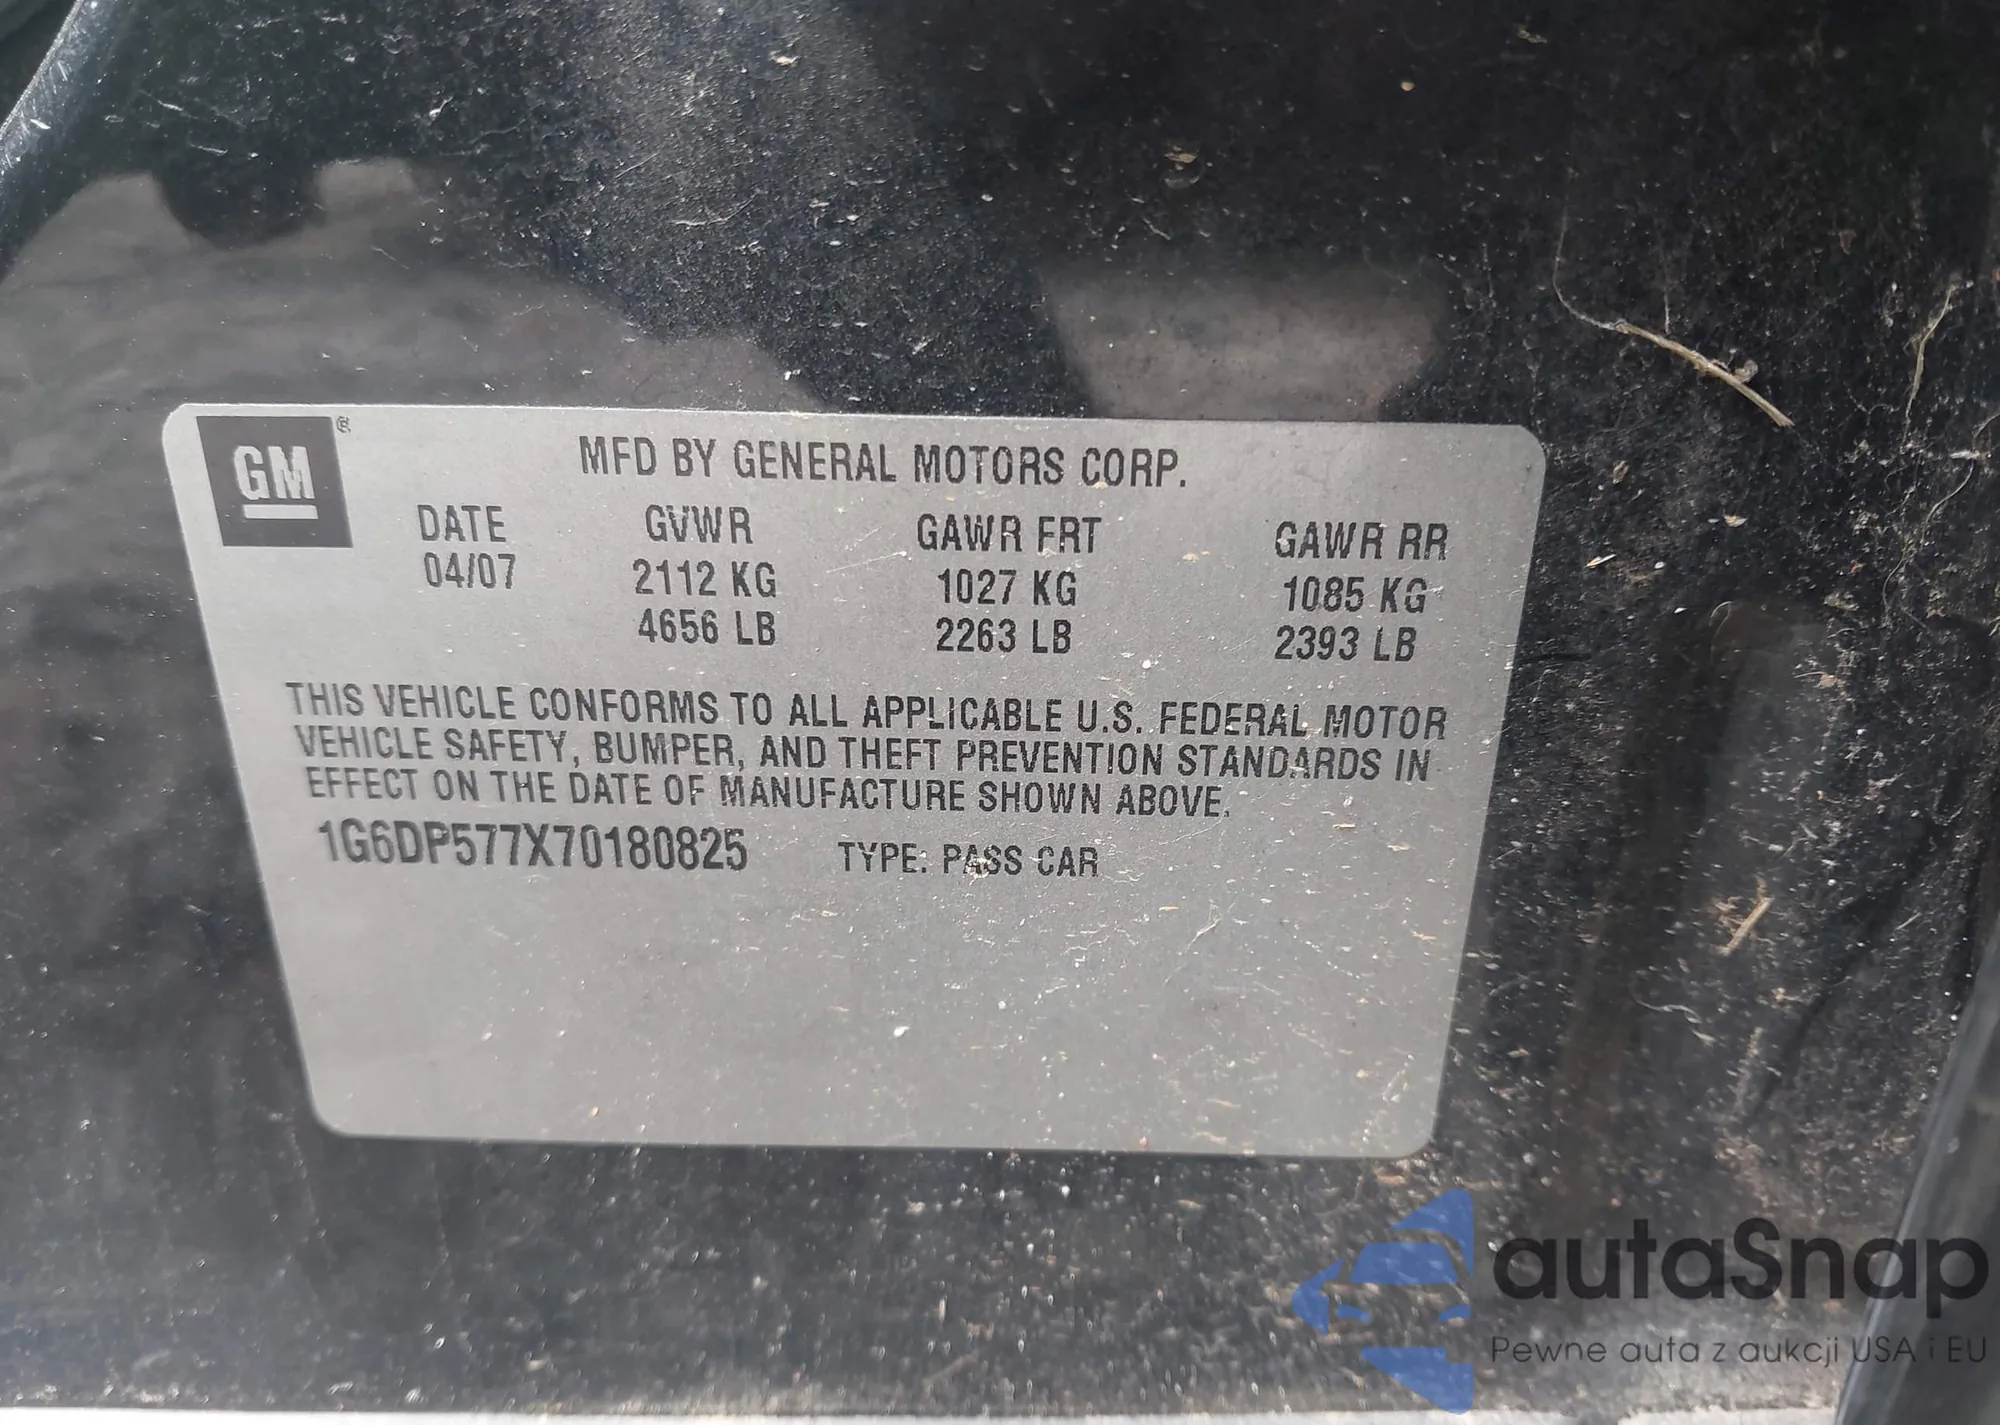 GM ®
MFD BY GENERAL MOTORS CORP.
DATE GVWR GAWR FRT GAWR RR
04/07 2112 KG 1027 KG 1085 KG
4656 LB 2263 LB 2393 LB
THIS VEHICLE CONFORMS TO ALL APPLICABLE U.S. FEDERAL MOTOR
VEHICLE SAFETY, BUMPER, AND THEFT PREVENTION STANDARDS IN
EFFECT ON THE DATE OF MANUFACTURE SHOWN ABOVE.
1G6DP577X70180825 TYPE: PASS CAR
autaSnap
Pewne auta z aukcji USA i EU